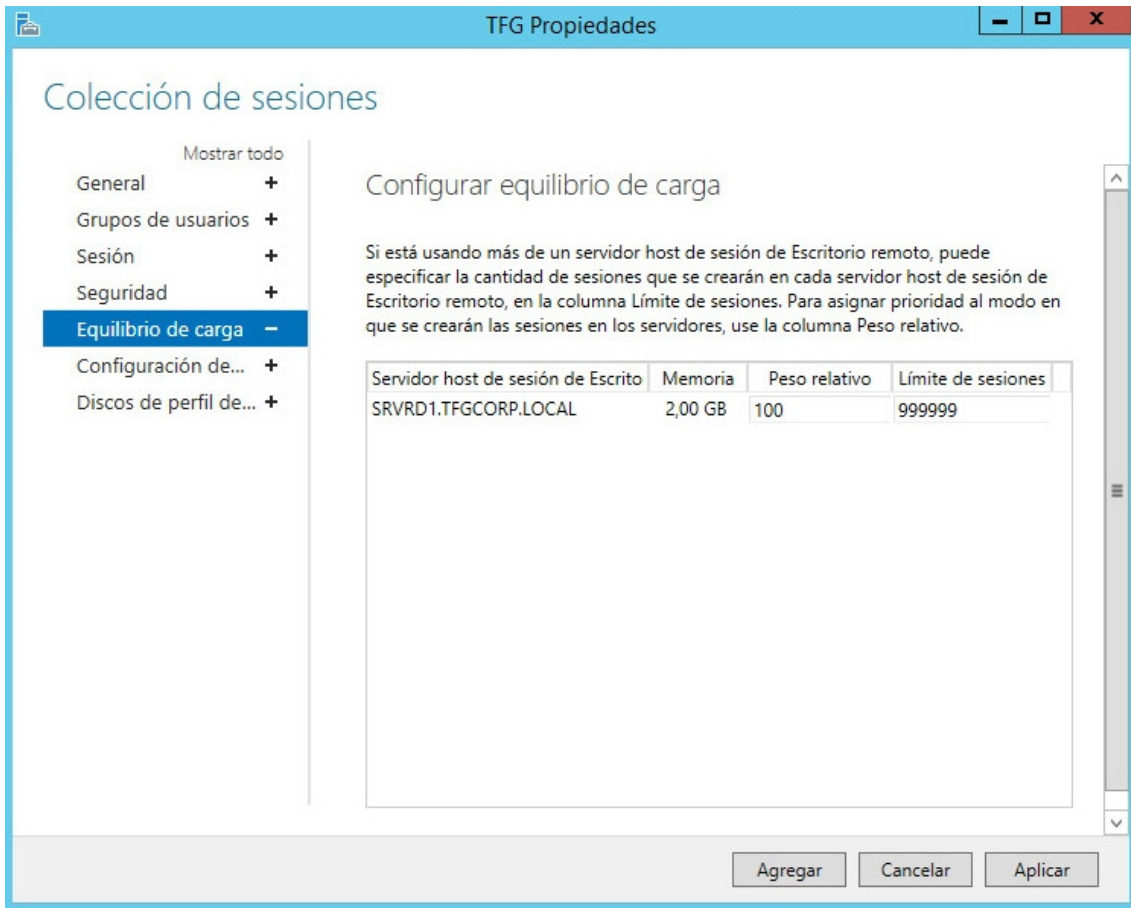 TFG Propiedades
Colección de sesiones
Mostrar todo
General
Grupos de usuarios
Sesión
Seguridad
Equilibrio de carga
Configuración de...
Discos de perfil de...
Configurar equilibrio de carga
Si está usando más de un servidor host de sesión de Escritorio remoto, puede
especificar la cantidad de sesiones que se crearán en cada servidor host de sesión de
Escritorio remoto, en la columna Límite de sesiones. Para asignar prioridad al modo en
que se crearán las sesiones en los servidores, use la columna Peso relativo.
Servidor host de sesión de Escrito Memoria Peso relativo Límite de sesiones
SRVRD1.TFGCORP.LOCAL 2,00 GB 100 999999
Agregar Cancelar Aplicar